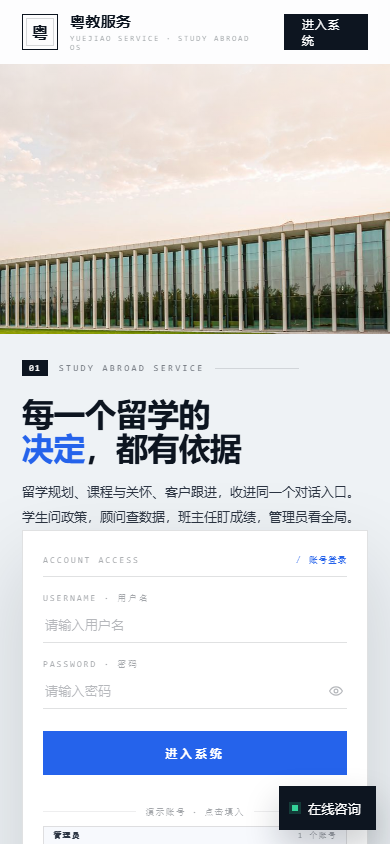 粤
粤教服务
YUEJIAO SERVICE · STUDY ABROAD
OS
进入系
统
01
STUDY ABROAD SERVICE
每一个留学的
决定，都有依据
留学规划、课程与关怀、客户跟进，收进同一个对话入口。
学生问政策，顾问查数据，班主任盯成绩，管理员看全局。
ACCOUNT ACCESS
/ 账号登录
USERNAME · 用户名
请输入用户名
PASSWORD · 密码
请输入密码
进入系统
演示账号 · 点击填入
在线咨询
管理员
1 个账号